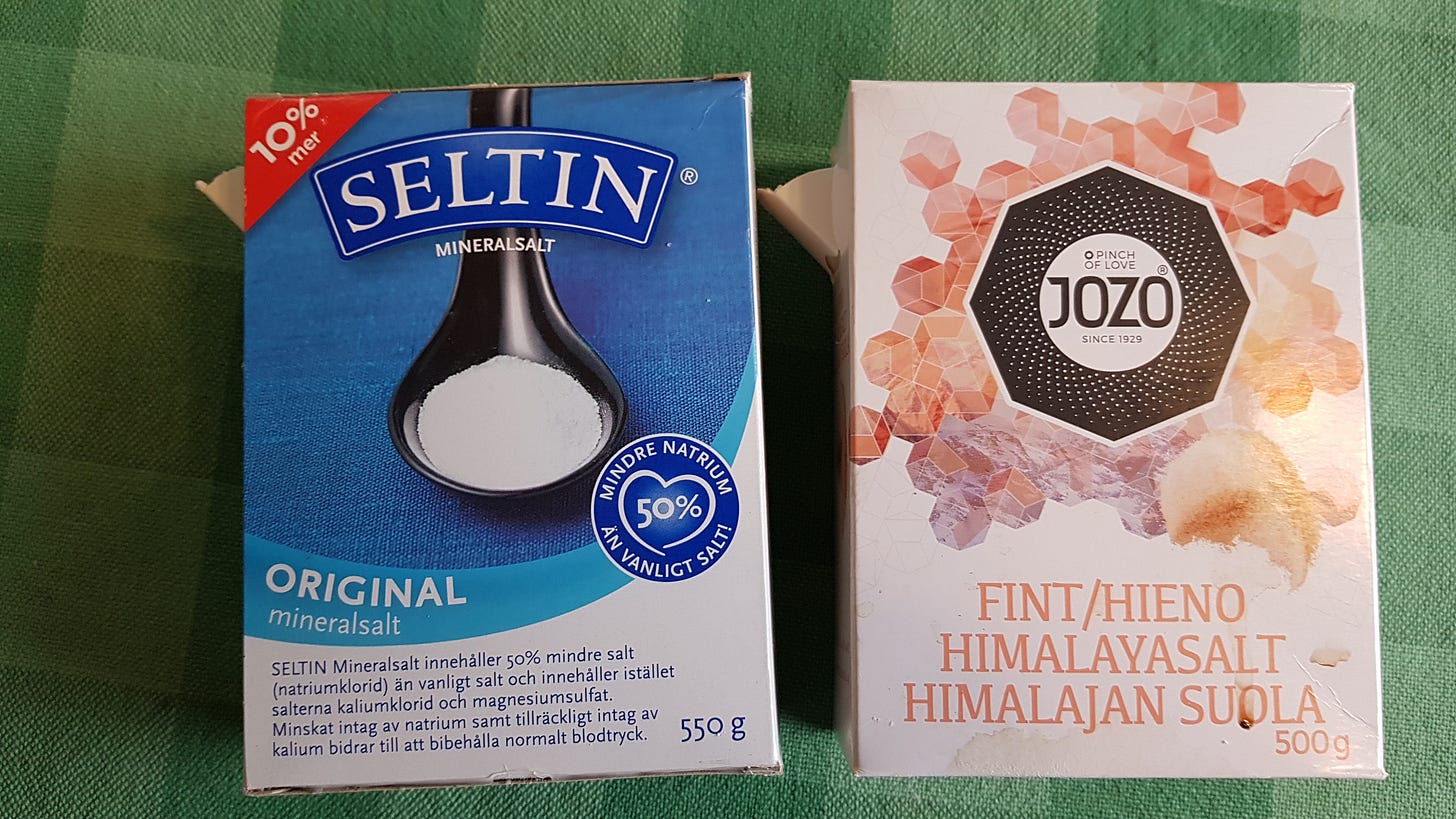 10%
mer
SELTIN®
MINERALSALT
MINDRE NATRIUM
50%
ÄN VANLIGT SALT!
ORIGINAL
mineralsalt
SELTIN Mineralsalt innehåller 50% mindre salt
(natriumklorid) än vanligt salt och innehåller istället
salterna kaliumklorid och magnesiumsulfat.
Minskat intag av natrium samt tillräckligt intag av
kalium bidrar till att bibehålla normalt blodtryck.
550 g
PINCH
OF LOVE
JOZO®
SINCE 1929
FINT/HIENO
HIMALAYASALT
HIMALAJAN SUOLA
500g